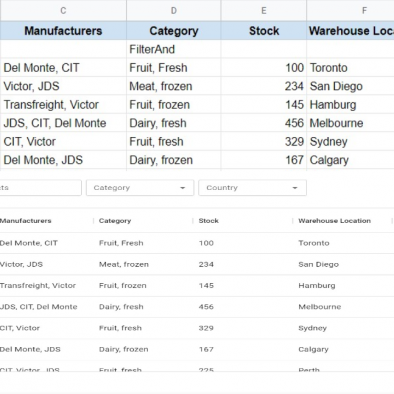 C D E F
Manufacturers Category Stock Warehouse Loca
FilterAnd
Del Monte, CIT Fruit, Fresh 100 Toronto
Victor, JDS Meat, frozen 234 San Diego
Transfreight, Victor Fruit, frozen 145 Hamburg
JDS, CIT, Del Monte Dairy, fresh 456 Melbourne
CIT, Victor Fruit, fresh 329 Sydney
Del Monte, JDS Dairy, frozen 167 Calgary
cts Category Country
Manufacturers Category Stock Warehouse Location
Del Monte, CIT Fruit, Fresh 100 Toronto
Victor, JDS Meat, frozen 234 San Diego
Transfreight, Victor Fruit, frozen 145 Hamburg
JDS, CIT, Del Monte Dairy, fresh 456 Melbourne
CIT, Victor Fruit, fresh 329 Sydney
Del Monte, JDS Dairy, frozen 167 Calgary
CIT, Victor, JDS Fruit, fresh 225 Perth